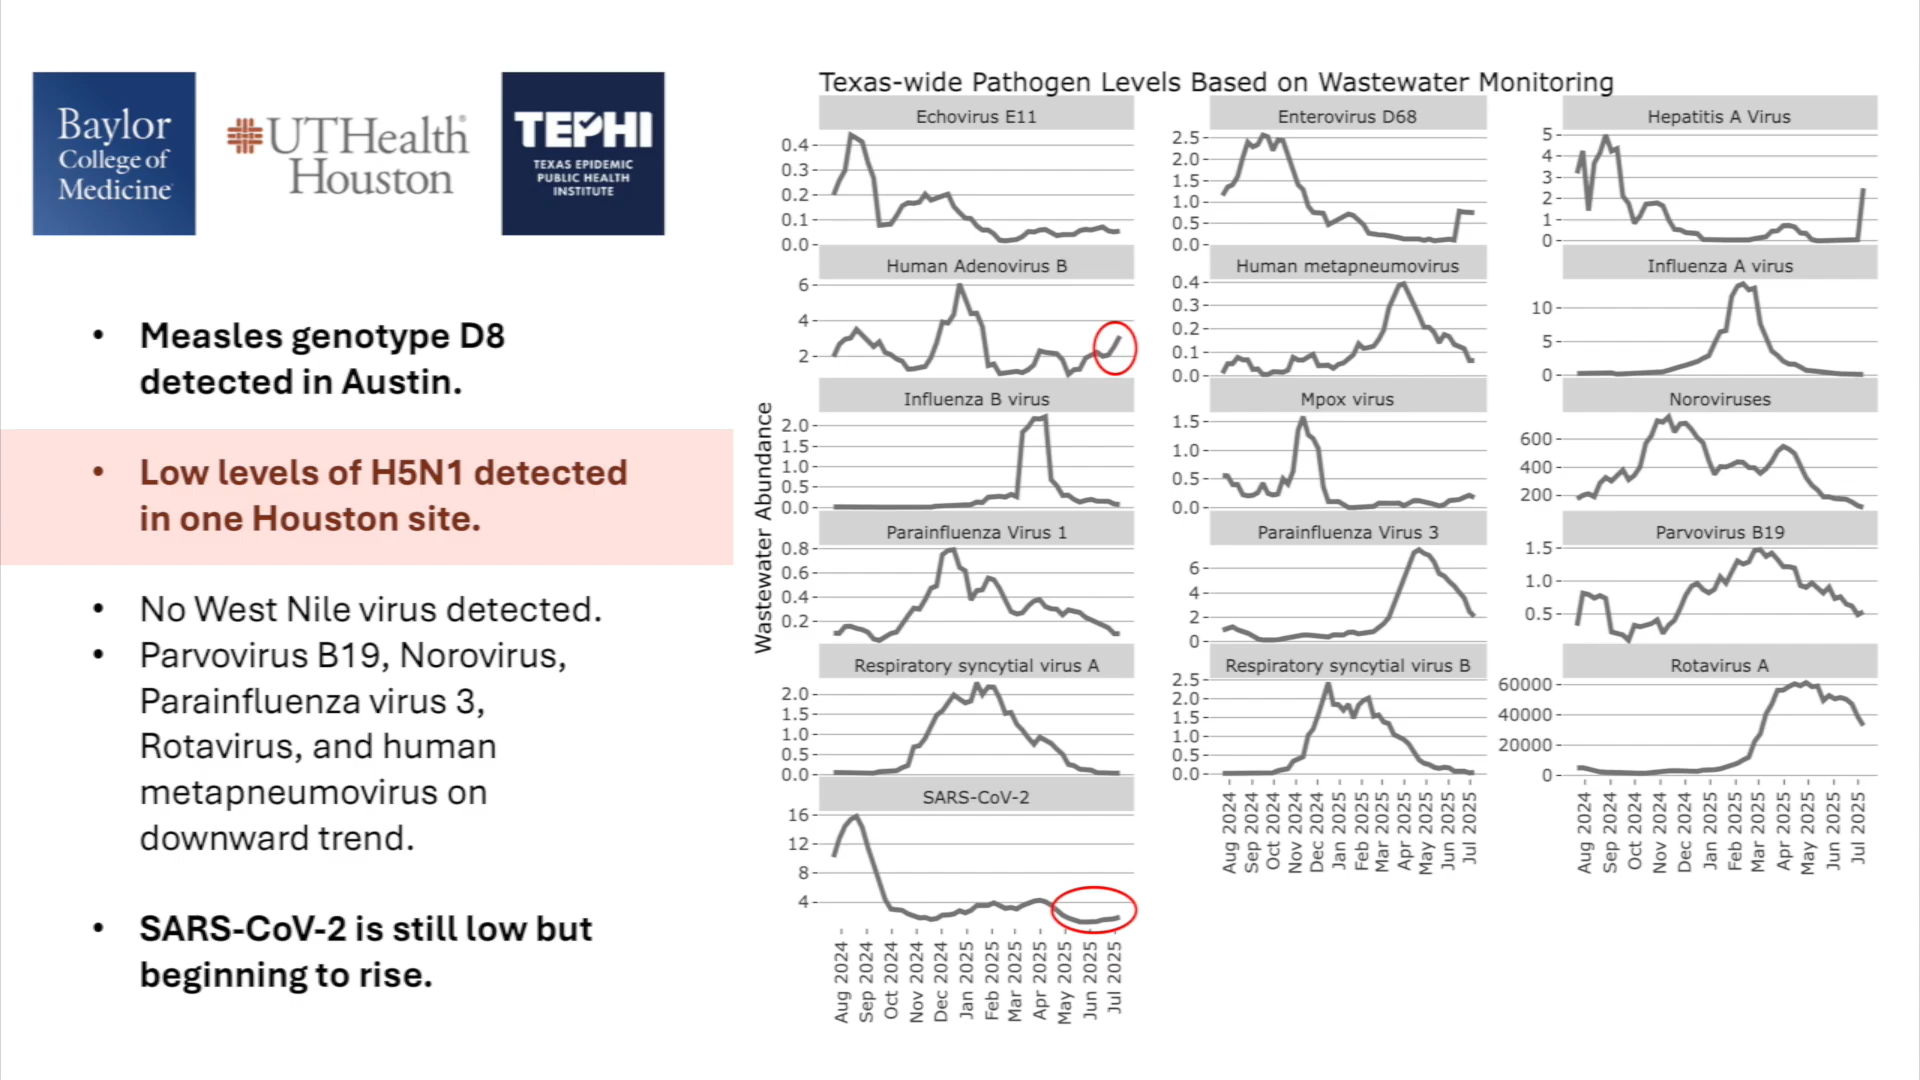 Baylor
College of
Medicine
UTHealth
Houston
TEPHI
TEXAS EPIDEMIC
PUBLIC HEALTH
INSTITUTE
• Measles genotype D8
detected in Austin.
• Low levels of H5N1 detected
in one Houston site.
• No West Nile virus detected.
• Parvovirus B19, Norovirus,
Parainfluenza virus 3,
Rotavirus, and human
metapneumovirus on
downward trend.
• SARS-CoV-2 is still low but
beginning to rise.
Texas-wide Pathogen Levels Based on Wastewater Monitoring
Wastewater Abundance
Echovirus E11
0.4
0.3
0.2
0.1
0.0
Enterovirus D68
2.5
2.0
1.5
1.0
0.5
0.0
Hepatitis A Virus
5
4
3
2
1
0
Human Adenovirus B
6
4
2
Human metapneumovirus
0.4
0.3
0.2
0.1
0.0
Influenza A virus
10
5
0
Influenza B virus
2.0
1.5
1.0
0.5
0.0
Mpox virus
1.5
1.0
0.5
0.0
Noroviruses
600
400
200
Parainfluenza Virus 1
0.8
0.6
0.4
0.2
Parainfluenza Virus 3
6
4
2
0
Parvovirus B19
1.5
1.0
0.5
Respiratory syncytial virus A
2.0
1.5
1.0
0.5
0.0
Respiratory syncytial virus B
2.5
2.0
1.5
1.0
0.5
0.0
Aug 2024
Sep 2024
Oct 2024
Nov 2024
Dec 2024
Jan 2025
Feb 2025
Mar 2025
Apr 2025
May 2025
Jun 2025
Jul 2025
Rotavirus A
60000
40000
20000
0
Aug 2024
Sep 2024
Oct 2024
Nov 2024
Dec 2024
Jan 2025
Feb 2025
Mar 2025
Apr 2025
May 2025
Jun 2025
Jul 2025
SARS-CoV-2
16
12
8
4
Aug 2024
Sep 2024
Oct 2024
Nov 2024
Dec 2024
Jan 2025
Feb 2025
Mar 2025
Apr 2025
May 2025
Jun 2025
Jul 2025